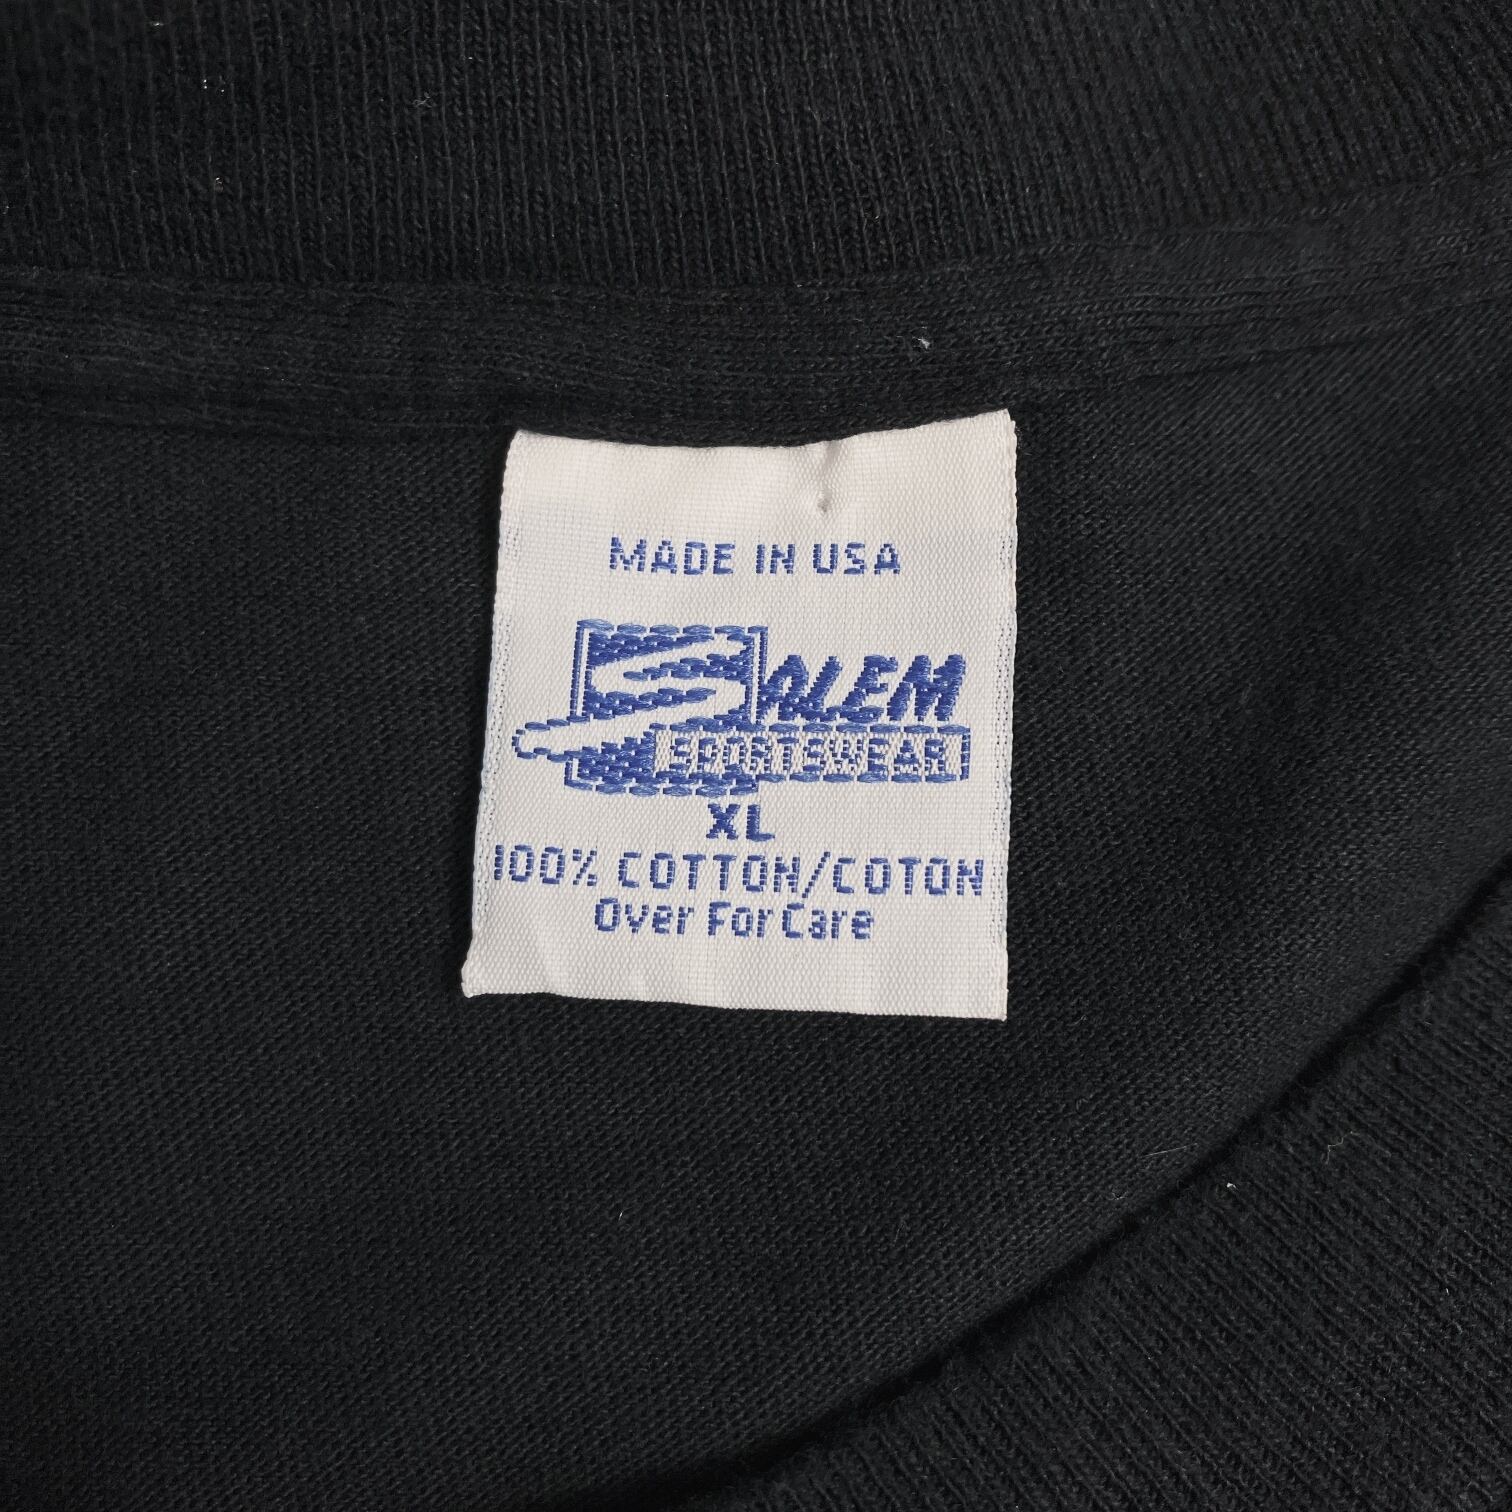 MADE IN USA
SALEM
SPORTSWEAR
XL
100% COTTON/COTON
Over For Care